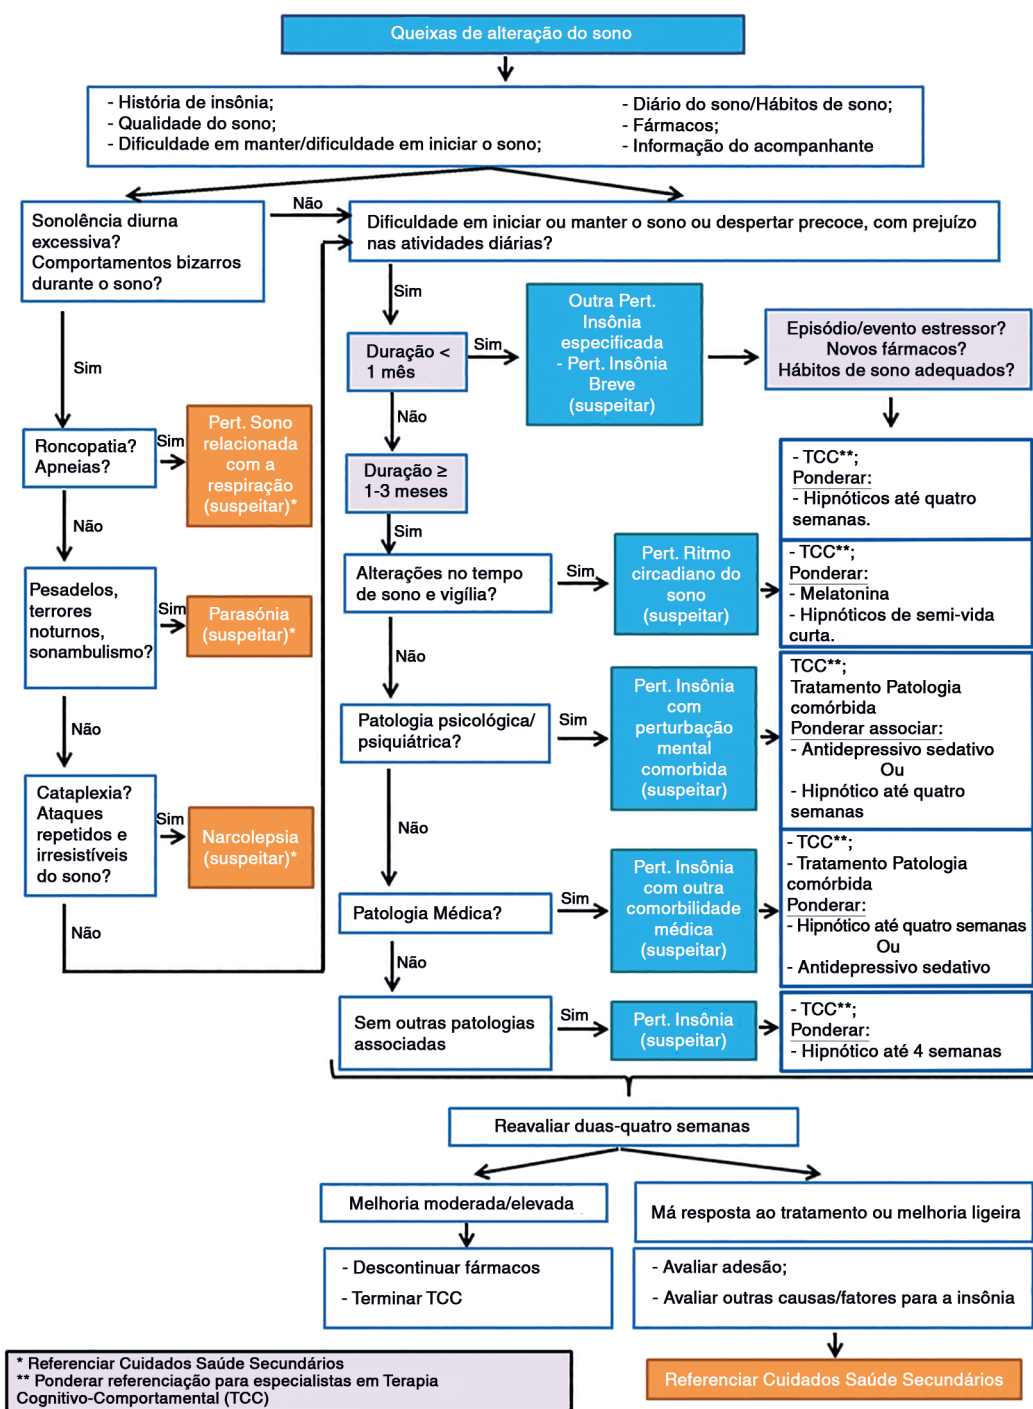 Queixas de alteração do sono
- História de insônia;
- Qualidade do sono;
- Dificuldade em manter/dificuldade em iniciar o sono;
- Diário do sono/Hábitos de sono;
- Fármacos;
- Informação do acompanhante
Sonolência diurna
excessiva?
Comportamentos bizarros
durante o sono?
Não
Dificuldade em iniciar ou manter o sono ou despertar precoce, com prejuízo
nas atividades diárias?
Sim
Roncopatia?
Apneias?
Sim
Pert. Sono
relacionada
com a
respiração
(suspeitar)*
Não
Pesadelos,
terrores
noturnos,
sonambulismo?
Sim
Parasónia
(suspeitar)*
Não
Cataplexia?
Ataques
repetidos e
irresistíveis
do sono?
Sim
Narcolepsia
(suspeitar)*
Não
Sim
Duração <
1 mês
Sim
Outra Pert.
Insônia
especificada
- Pert. Insônia
Breve
(suspeitar)
Episódio/evento estressor?
Novos fármacos?
Hábitos de sono adequados?
- TCC**;
Ponderar:
- Hipnóticos até quatro
semanas.
Não
Duração ≥
1-3 meses
Sim
Alterações no tempo
de sono e vigília?
Sim
Pert. Ritmo
circadiano do
sono
(suspeitar)
- TCC**;
Ponderar:
- Melatonina
- Hipnóticos de semi-vida
curta.
Não
Patologia psicológica/
psiquiátrica?
Sim
Pert. Insônia
com
perturbação
mental
comorbida
(suspeitar)
TCC**;
Tratamento Patologia
comórbida
Ponderar associar:
- Antidepressivo sedativo
Ou
- Hipnótico até quatro
semanas
Não
Patologia Médica?
Sim
Pert. Insônia
com outra
comorbilidade
médica
(suspeitar)
- TCC**;
- Tratamento Patologia
comórbida
Ponderar:
- Hipnótico até quatro semanas
Ou
- Antidepressivo sedativo
Não
Sem outras patologias
associadas
Sim
Pert. Insônia
(suspeitar)
- TCC**;
Ponderar:
- Hipnótico até 4 semanas
Reavaliar duas-quatro semanas
Melhoria moderada/elevada
- Descontinuar fármacos
- Terminar TCC
Má resposta ao tratamento ou melhoria ligeira
- Avaliar adesão;
- Avaliar outras causas/fatores para a insônia
Referenciar Cuidados Saúde Secundários
* Referenciar Cuidados Saúde Secundários
** Ponderar referenciação para especialistas em Terapia
Cognitivo-Comportamental (TCC)